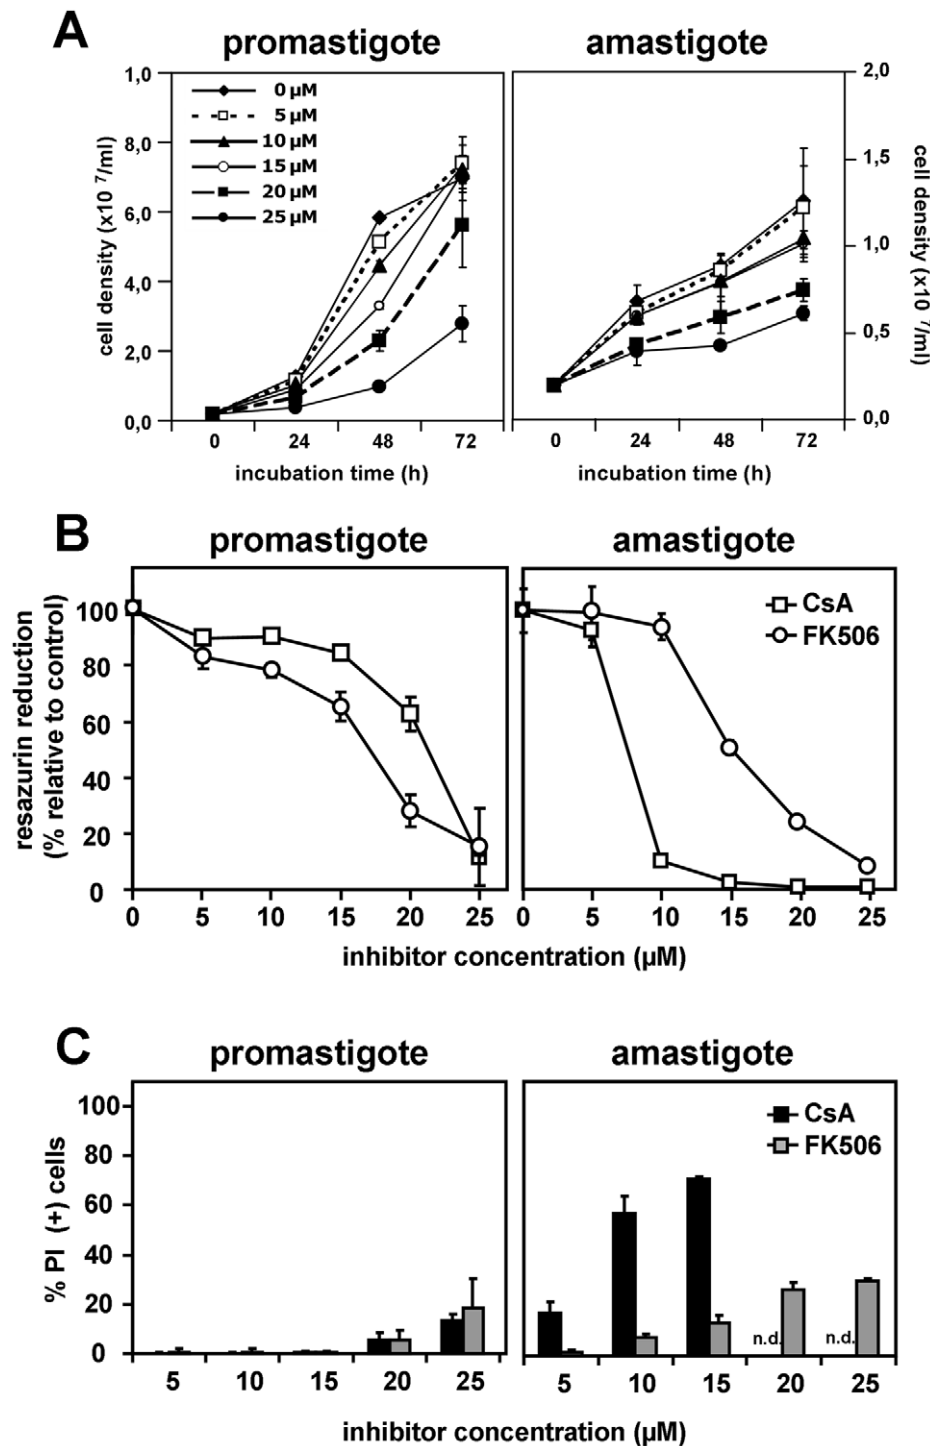 A
promastigote
amastigote
cell density (x10 7/ml)
1,0
8,0
6,0
4,0
2,0
0,0
0 µM
5 µM
10 µM
15 µM
20 µM
25 µM
0 24 48 72
incubation time (h)
2,0
1,5
1,0
0,5
0,0
cell density (x10 7/ml)
0 24 48 72
incubation time (h)
B
promastigote
amastigote
resazurin reduction
(% relative to control)
100
80
60
40
20
0
CsA
FK506
0 5 10 15 20 25
0 5 10 15 20 25
inhibitor concentration (µM)
C
promastigote
amastigote
% PI (+) cells
100
80
60
40
20
0
CsA
FK506
n.d. n.d.
5 10 15 20 25
5 10 15 20 25
inhibitor concentration (µM)